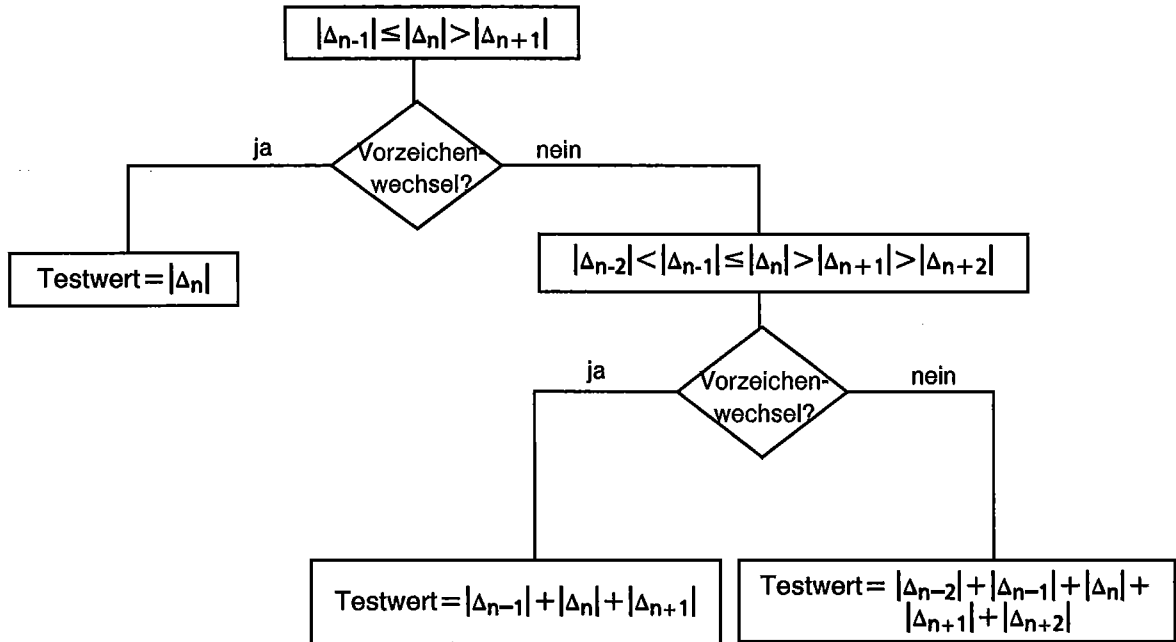 |Δn-1|≤|Δn|>|Δn+1|
ja
Vorzeichen-
wechsel?
nein
Testwert=|Δn|
|Δn-2|<|Δn-1|≤|Δn|>|Δn+1|>|Δn+2|
ja
Vorzeichen-
wechsel?
nein
Testwert=|Δn−1|+|Δn|+|Δn+1|
Testwert= |Δn−2|+|Δn−1|+|Δn|+
|Δn+1|+|Δn+2|